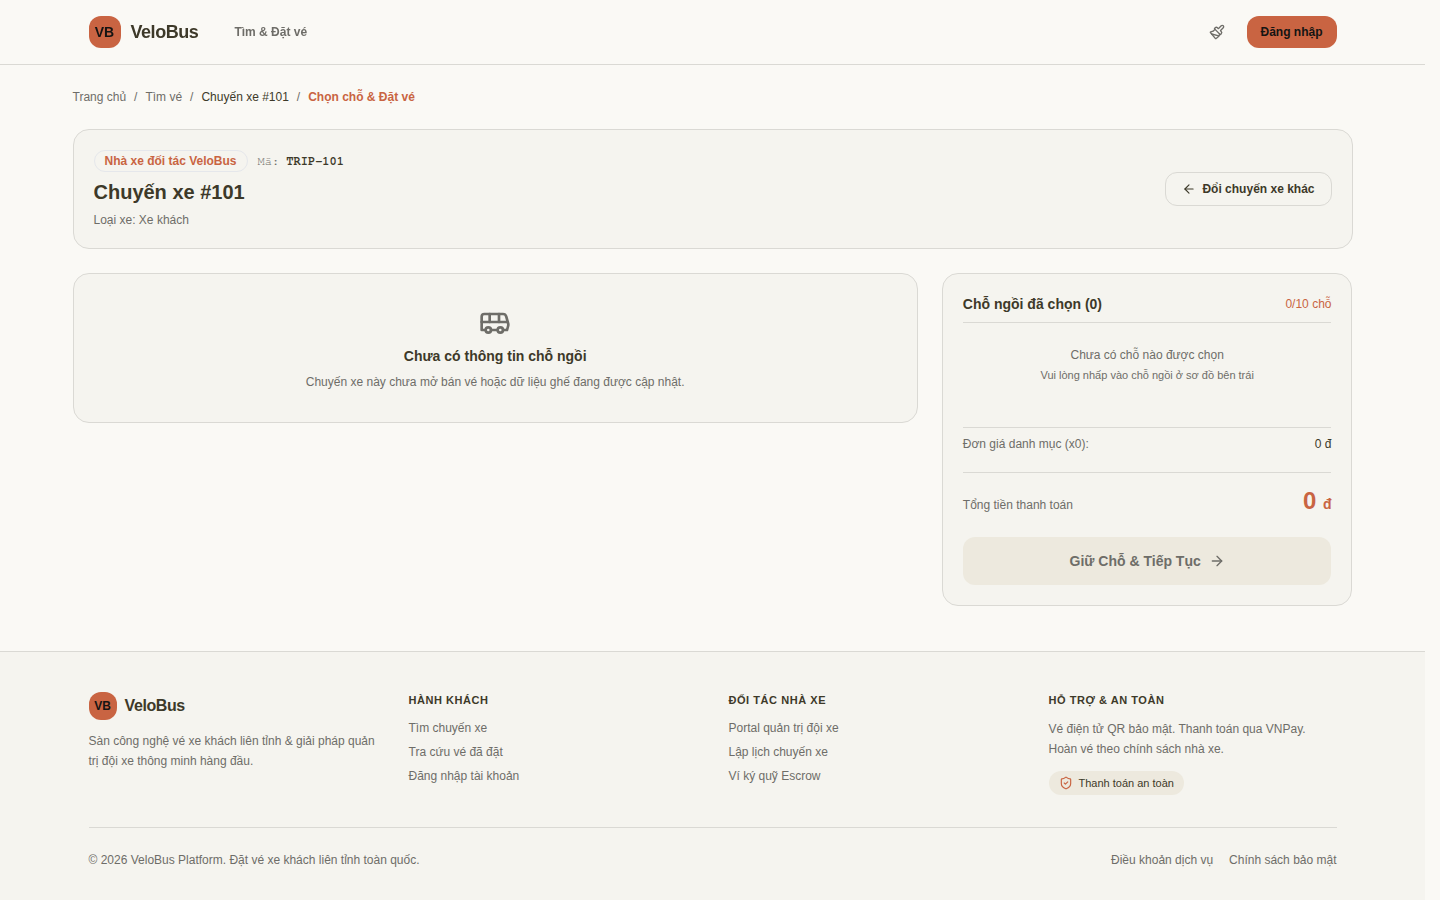 VB VeloBus Tìm & Đặt vé Đăng nhập
Trang chủ / Tìm vé / Chuyến xe #101 / Chọn chỗ & Đặt vé
Nhà xe đối tác VeloBus Mã: TRIP-101
Chuyến xe #101
Đổi chuyến xe khác
Loại xe: Xe khách
Chưa có thông tin chỗ ngồi
Chuyến xe này chưa mở bán vé hoặc dữ liệu ghế đang được cập nhật.
Chỗ ngồi đã chọn (0) 0/10 chỗ
Chưa có chỗ nào được chọn
Vui lòng nhấp vào chỗ ngồi ở sơ đồ bên trái
Đơn giá danh mục (x0): 0 đ
Tổng tiền thanh toán 0 đ
Giữ Chỗ & Tiếp Tục
VB VeloBus
Sàn công nghệ vé xe khách liên tỉnh & giải pháp quản
trị đội xe thông minh hàng đầu.
HÀNH KHÁCH
Tìm chuyến xe
Tra cứu vé đã đặt
Đăng nhập tài khoản
ĐỐI TÁC NHÀ XE
Portal quản trị đội xe
Lập lịch chuyến xe
Ví ký quỹ Escrow
HỖ TRỢ & AN TOÀN
Vé điện tử QR bảo mật. Thanh toán qua VNPay.
Hoàn vé theo chính sách nhà xe.
Thanh toán an toàn
© 2026 VeloBus Platform. Đặt vé xe khách liên tỉnh toàn quốc.
Điều khoản dịch vụ Chính sách bảo mật